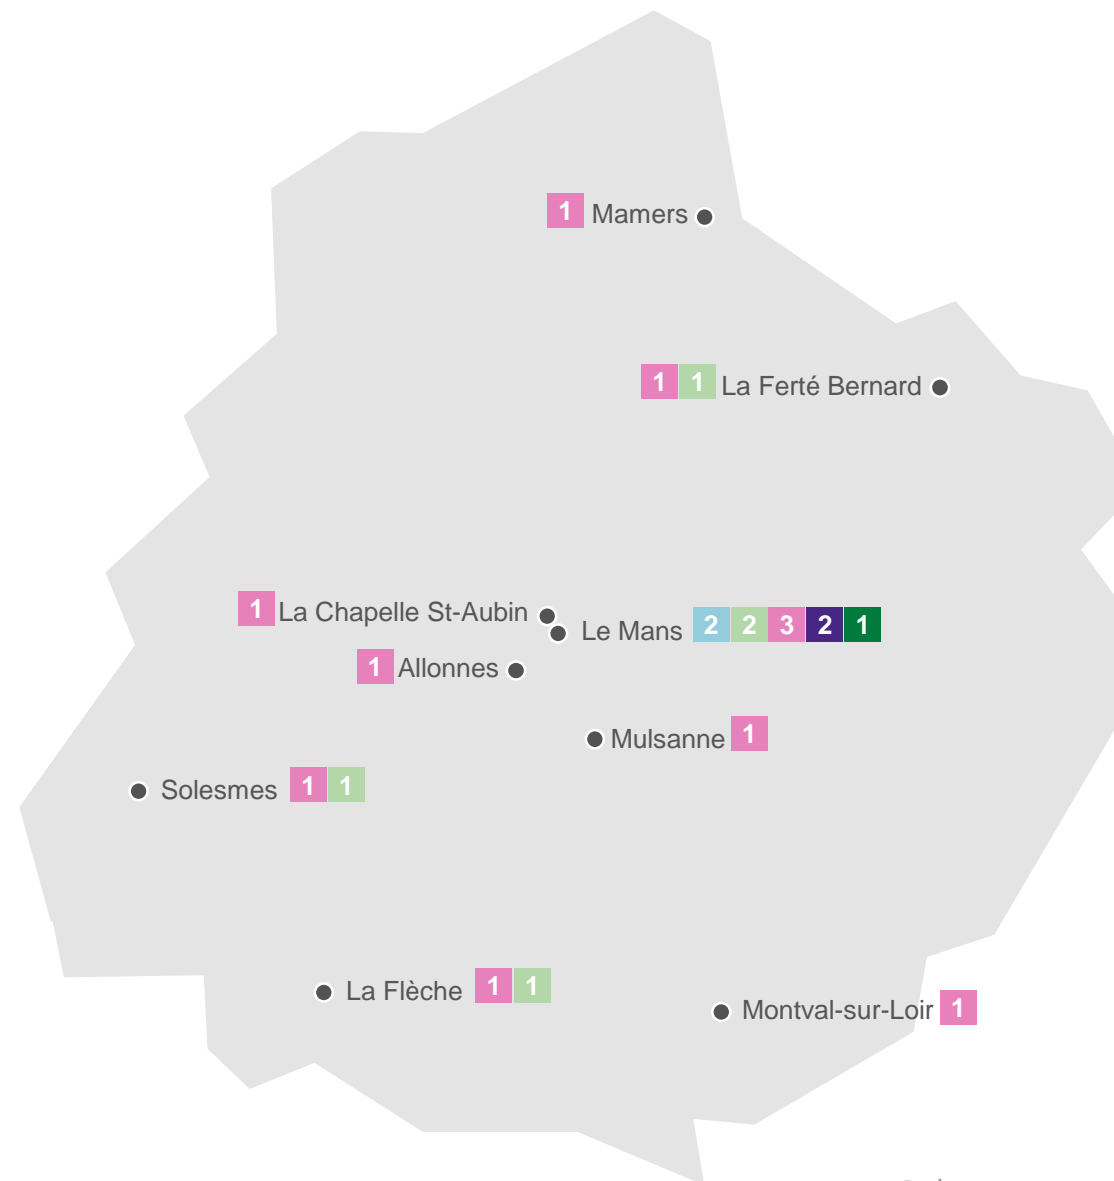 1 Mamers
1 1 La Ferté Bernard
1 La Chapelle St-Aubin
Le Mans 2 2 3 2 1
1 Allonnes
Mulsanne 1
Solesmes 1 1
La Flèche 1 1
Montval-sur-Loir 1